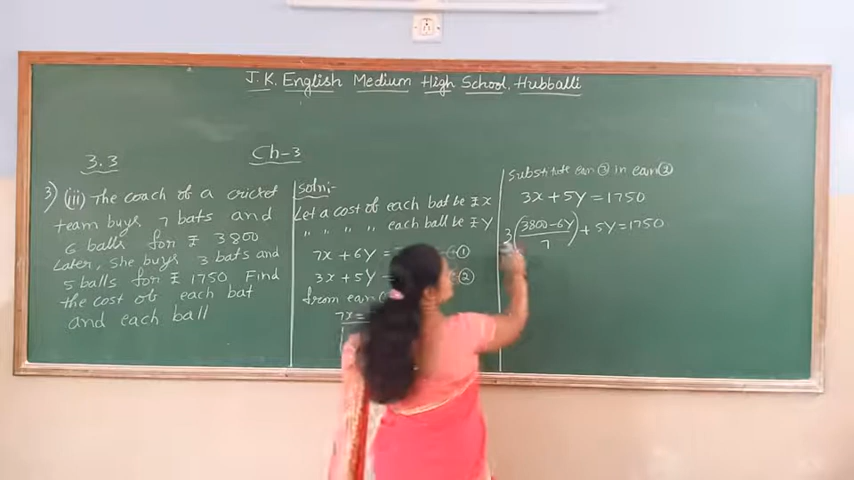 J.K. English Medium High School, Hubballi
3.3
Ch-3
3) (iii) The coach of a cricket
team buys 7 bats and
6 balls for ₹ 3800
Later, she buys 3 bats and
5 balls for ₹ 1750 Find
the cost ob each bat
and each ball
Soln:-
Let a cost of each bat be ₹ x
" " " " each ball be ₹ y
7x + 6y =
①
3x + 5y =
②
from eqn
7x =
Substitute eqn ③ in eqn ②
3x + 5y = 1750
3(3800-6y/7) + 5y = 1750